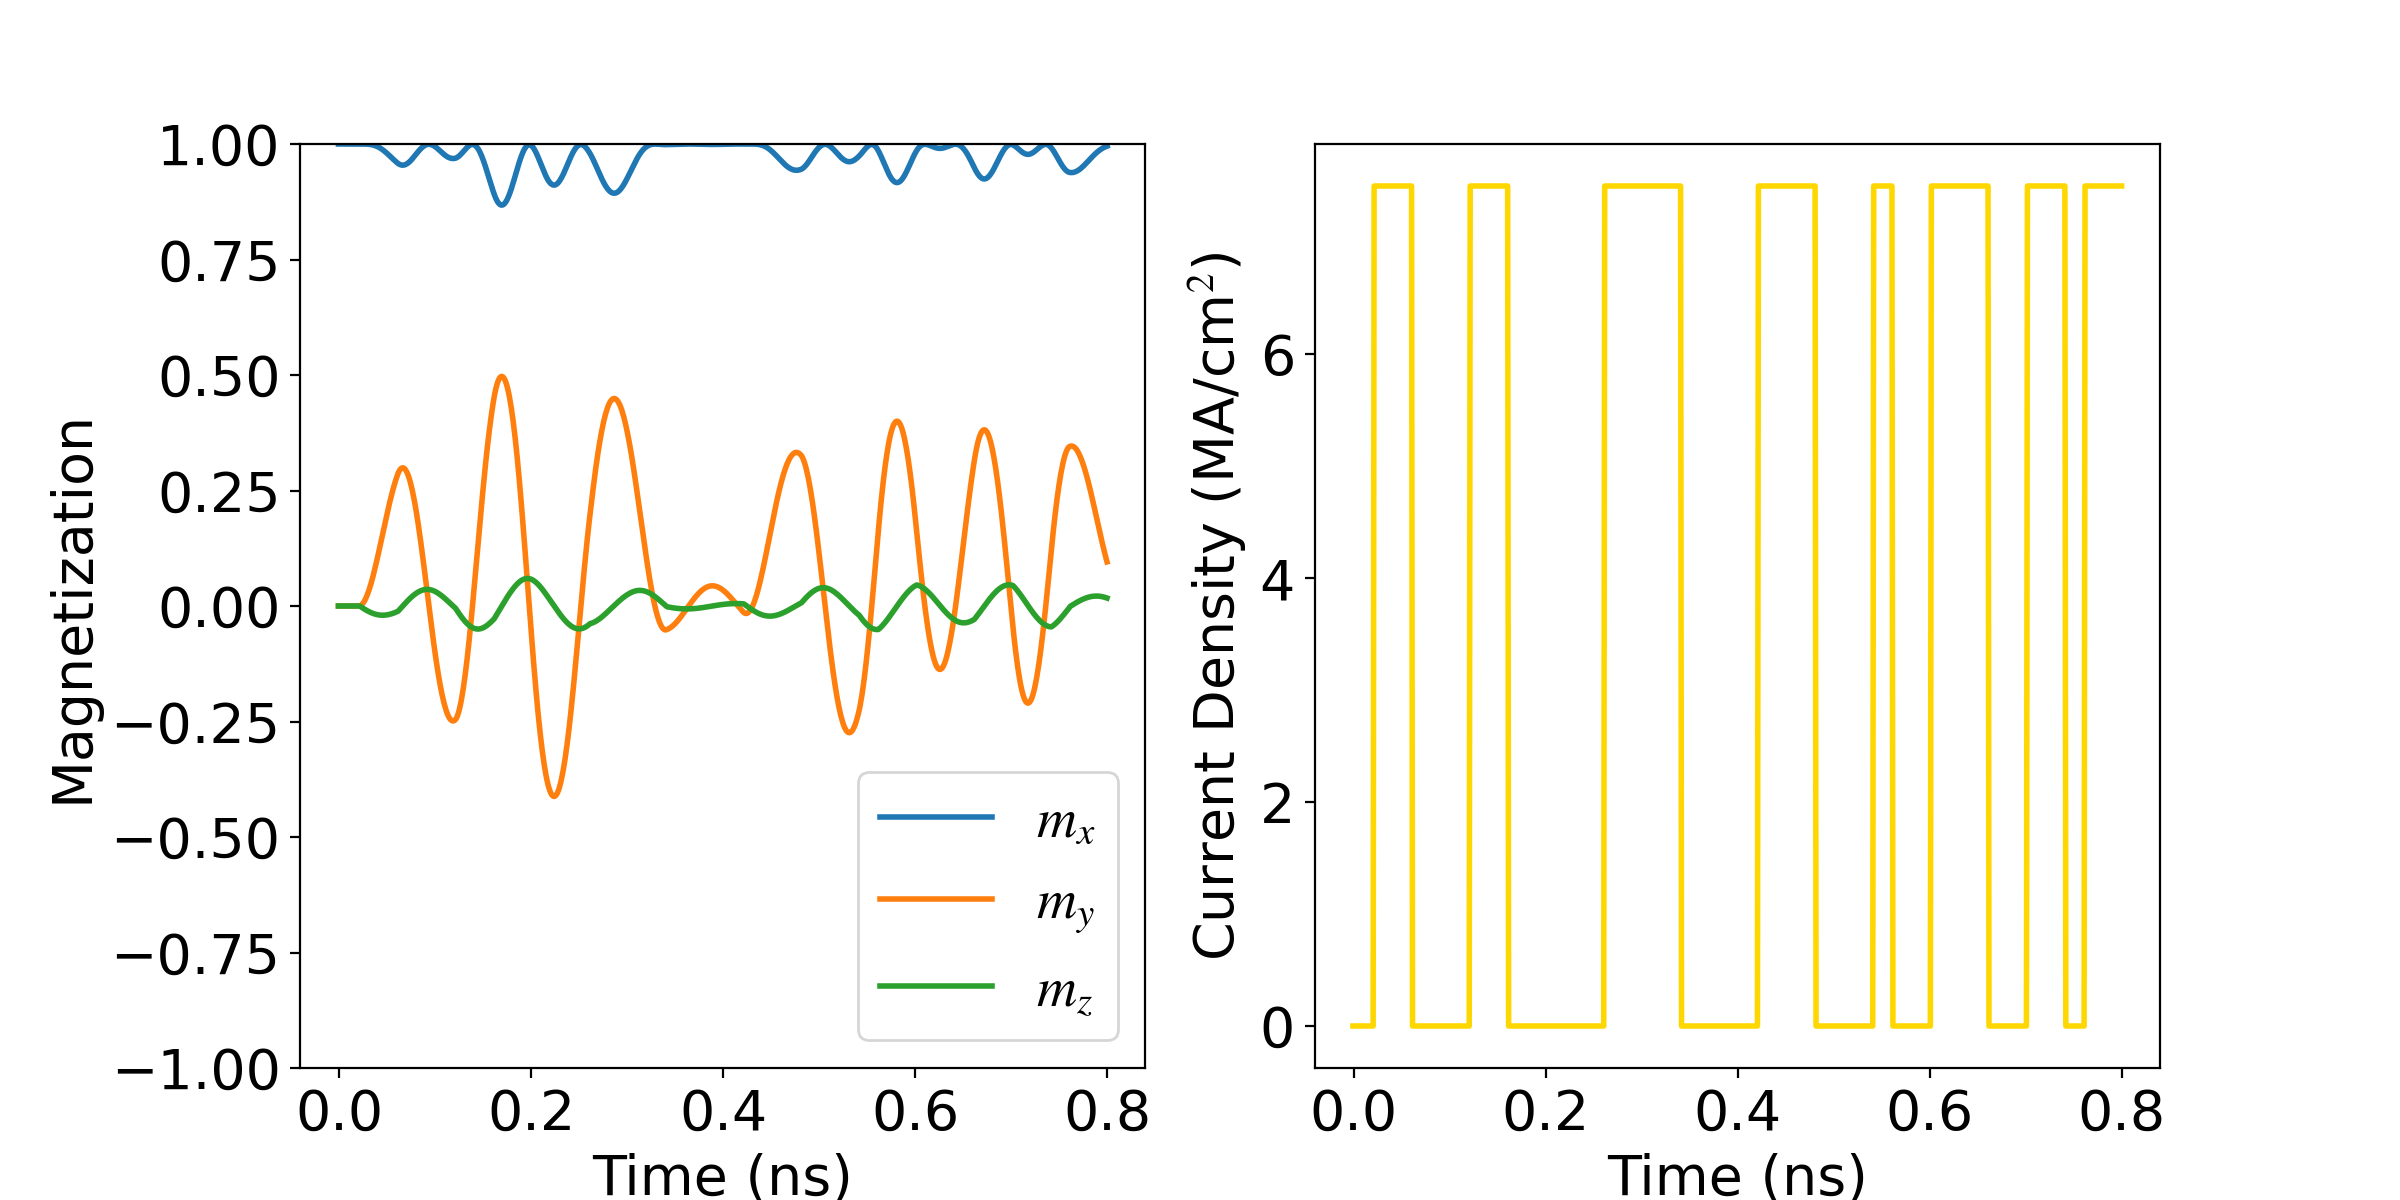 1.00
0.75
0.50
0.25
0.00
−0.25
−0.50
−0.75
−1.00
Magnetization
0.0 0.2 0.4 0.6 0.8
Time (ns)
m_x
m_y
m_z
6
4
2
0
Current Density (MA/cm²)
0.0 0.2 0.4 0.6 0.8
Time (ns)